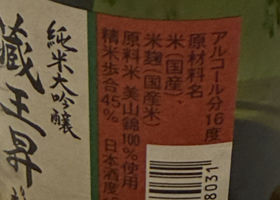 アルコール分16度
原材料名
米(国産)、
米麹(国産米)
原料米 美山錦100%使用
精米歩合45% 日本酒度
純米大吟醸
蔵王昇
8031